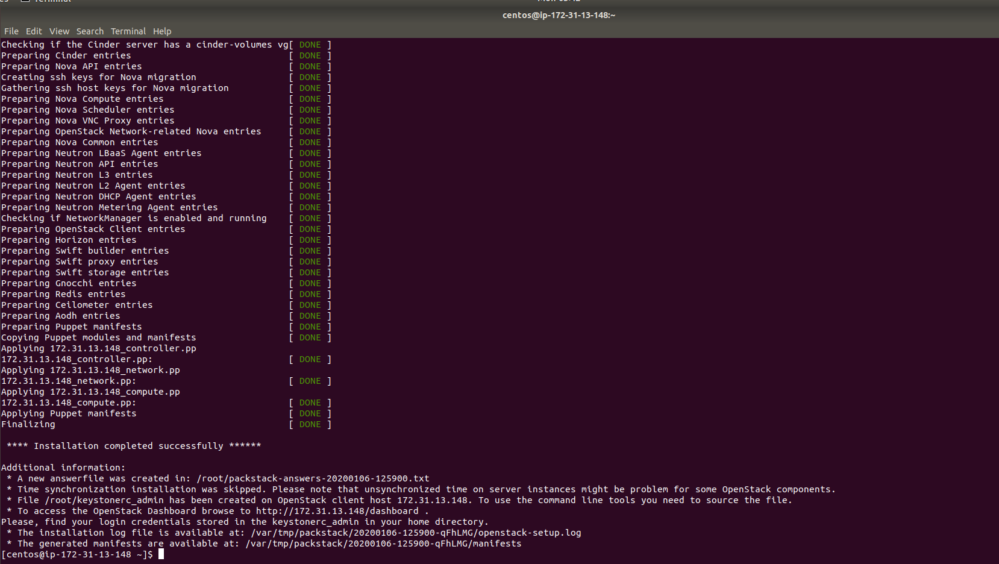 centos@ip-172-31-13-148:~
File Edit View Search Terminal Help
Checking if the Cinder server has a cinder-volumes vg[ DONE ]
Preparing Cinder entries [ DONE ]
Preparing Nova API entries [ DONE ]
Creating ssh keys for Nova migration [ DONE ]
Gathering ssh host keys for Nova migration [ DONE ]
Preparing Nova Compute entries [ DONE ]
Preparing Nova Scheduler entries [ DONE ]
Preparing Nova VNC Proxy entries [ DONE ]
Preparing OpenStack Network-related Nova entries [ DONE ]
Preparing Nova Common entries [ DONE ]
Preparing Neutron LBaaS Agent entries [ DONE ]
Preparing Neutron API entries [ DONE ]
Preparing Neutron L3 entries [ DONE ]
Preparing Neutron L2 Agent entries [ DONE ]
Preparing Neutron DHCP Agent entries [ DONE ]
Preparing Neutron Metering Agent entries [ DONE ]
Checking if NetworkManager is enabled and running [ DONE ]
Preparing OpenStack Client entries [ DONE ]
Preparing Horizon entries [ DONE ]
Preparing Swift builder entries [ DONE ]
Preparing Swift proxy entries [ DONE ]
Preparing Swift storage entries [ DONE ]
Preparing Gnocchi entries [ DONE ]
Preparing Redis entries [ DONE ]
Preparing Ceilometer entries [ DONE ]
Preparing Aodh entries [ DONE ]
Preparing Puppet manifests [ DONE ]
Copying Puppet modules and manifests [ DONE ]
Applying 172.31.13.148_controller.pp
172.31.13.148_controller.pp: [ DONE ]
Applying 172.31.13.148_network.pp
172.31.13.148_network.pp: [ DONE ]
Applying 172.31.13.148_compute.pp
172.31.13.148_compute.pp: [ DONE ]
Applying Puppet manifests [ DONE ]
Finalizing [ DONE ]
**** Installation completed successfully ******
Additional information:
* A new answerfile was created in: /root/packstack-answers-20200106-125900.txt
* Time synchronization installation was skipped. Please note that unsynchronized time on server instances might be problem for some OpenStack components.
* File /root/keystonerc_admin has been created on OpenStack client host 172.31.13.148. To use the command line tools you need to source the file.
* To access the OpenStack Dashboard browse to http://172.31.13.148/dashboard .
Please, find your login credentials stored in the keystonerc_admin in your home directory.
* The installation log file is available at: /var/tmp/packstack/20200106-125900-qFhLMG/openstack-setup.log
* The generated manifests are available at: /var/tmp/packstack/20200106-125900-qFhLMG/manifests
[centos@ip-172-31-13-148 ~]$